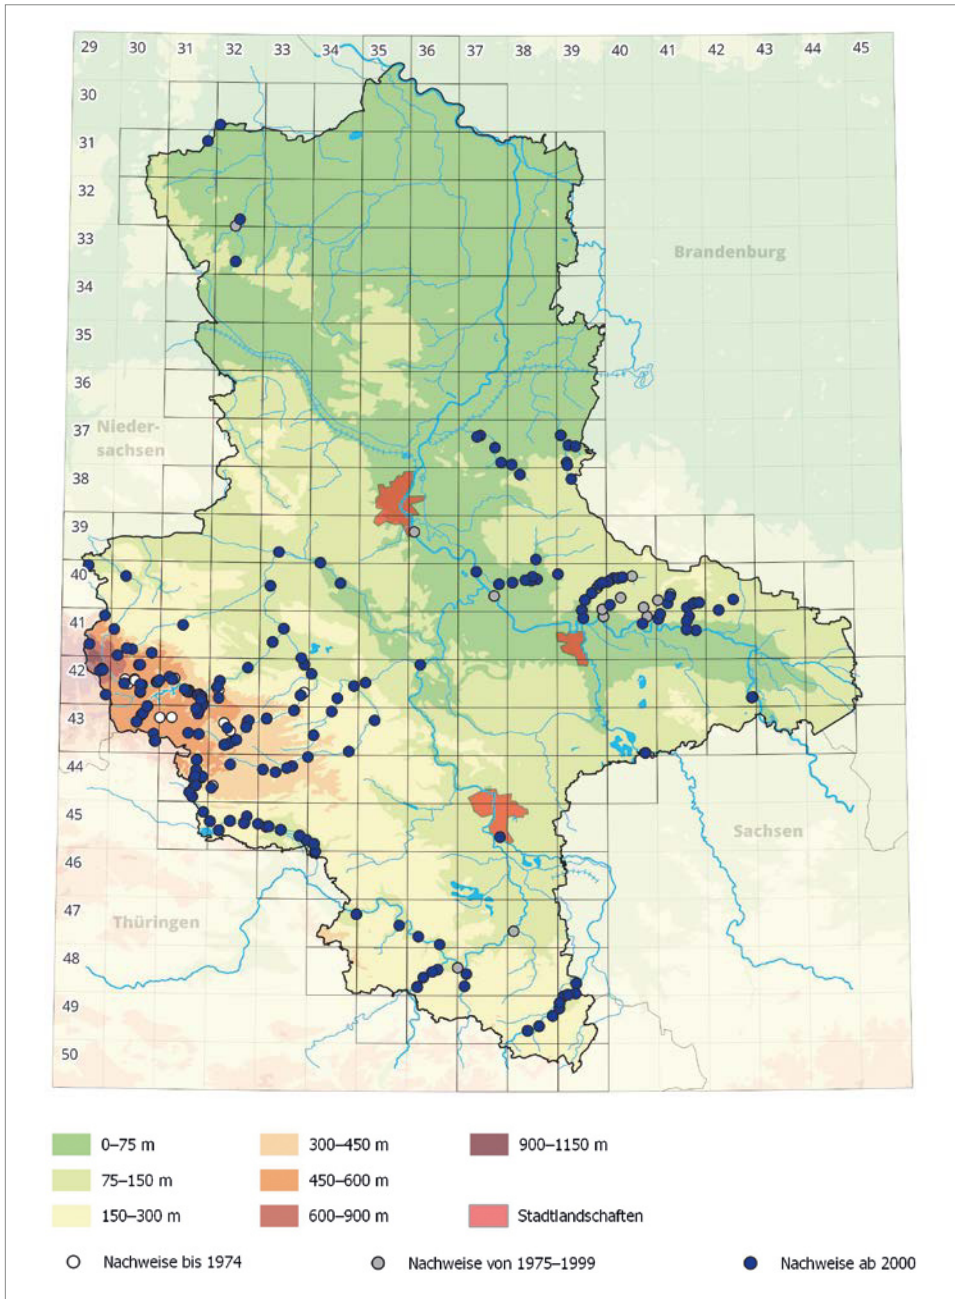 29 30 31 32 33 34 35 36 37 38 39 40 41 42 43 44 45
30
31
32
33
34
35
36
37
38
39
40
41
42
43
44
45
46
47
48
49
50
Brandenburg
Nieder-
sachsen
Sachsen
Thüringen
0–75 m
300–450 m
900–1150 m
75–150 m
450–600 m
150–300 m
600–900 m
Stadtlandschaften
Nachweise bis 1974
Nachweise von 1975–1999
Nachweise ab 2000